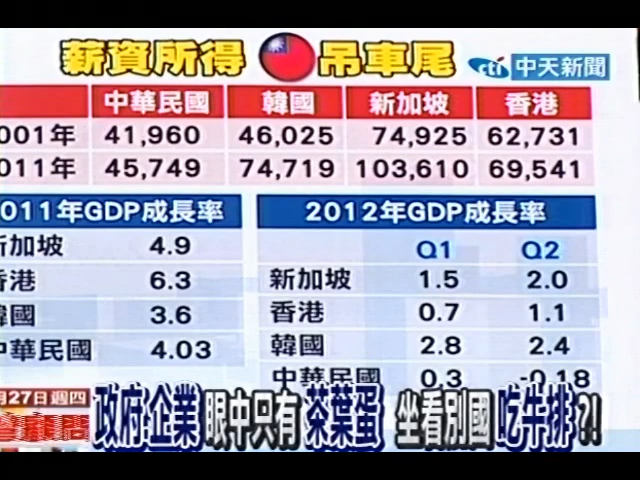 薪資所得 吊車尾
cti 中天新聞
中華民國 韓國 新加坡 香港
001年 41,960 46,025 74,925 62,731
011年 45,749 74,719 103,610 69,541
011年GDP成長率
新加坡 4.9
香港 6.3
韓國 3.6
中華民國 4.03
2012年GDP成長率
Q1 Q2
新加坡 1.5 2.0
香港 0.7 1.1
韓國 2.8 2.4
中華民國 0.3 -0.18
月27日週四
政府.企業眼中只有茶葉蛋 坐看別國吃牛排?!